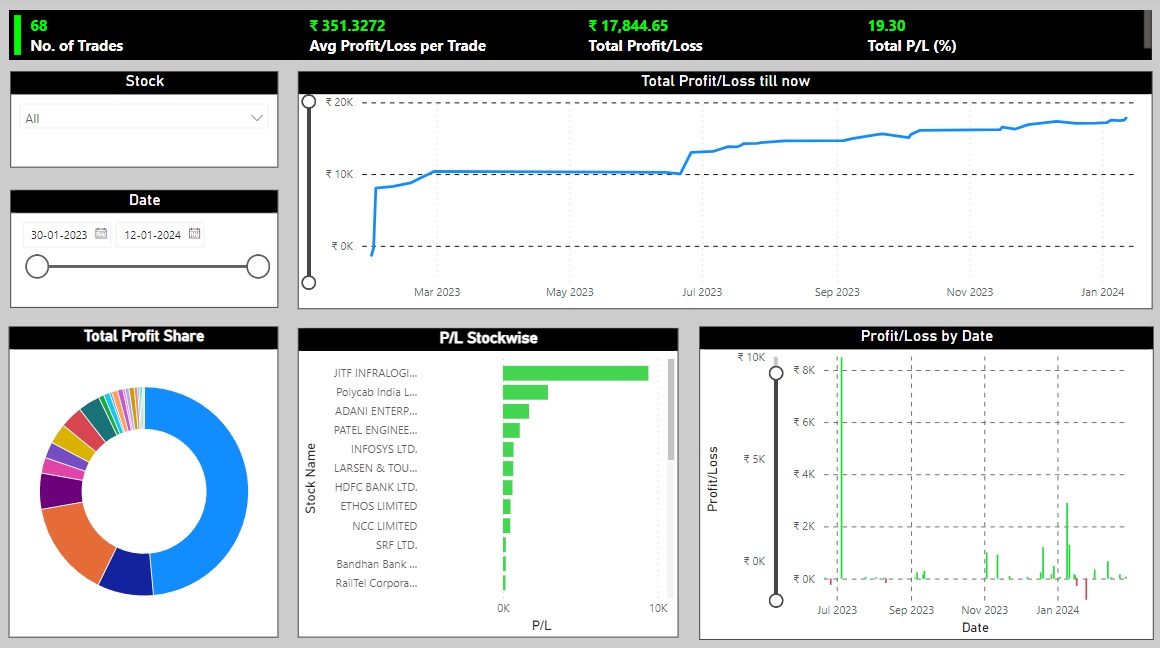 68
No. of Trades
₹ 351.3272
Avg Profit/Loss per Trade
₹ 17,844.65
Total Profit/Loss
19.30
Total P/L (%)
Stock
All
Date
30-01-2023
12-01-2024
Total Profit/Loss till now
₹ 20K
₹ 10K
₹ 0K
Mar 2023
May 2023
Jul 2023
Sep 2023
Nov 2023
Jan 2024
Total Profit Share
P/L Stockwise
Stock Name
JITF INFRALOGI...
Polycab India L...
ADANI ENTERP...
PATEL ENGINEE...
INFOSYS LTD.
LARSEN & TOU...
HDFC BANK LTD.
ETHOS LIMITED
NCC LIMITED
SRF LTD.
Bandhan Bank ...
RailTel Corpora...
0K
10K
P/L
Profit/Loss by Date
Profit/Loss
₹ 10K
₹ 5K
₹ 0K
₹ 8K
₹ 6K
₹ 4K
₹ 2K
₹ 0K
Jul 2023
Sep 2023
Nov 2023
Jan 2024
Date